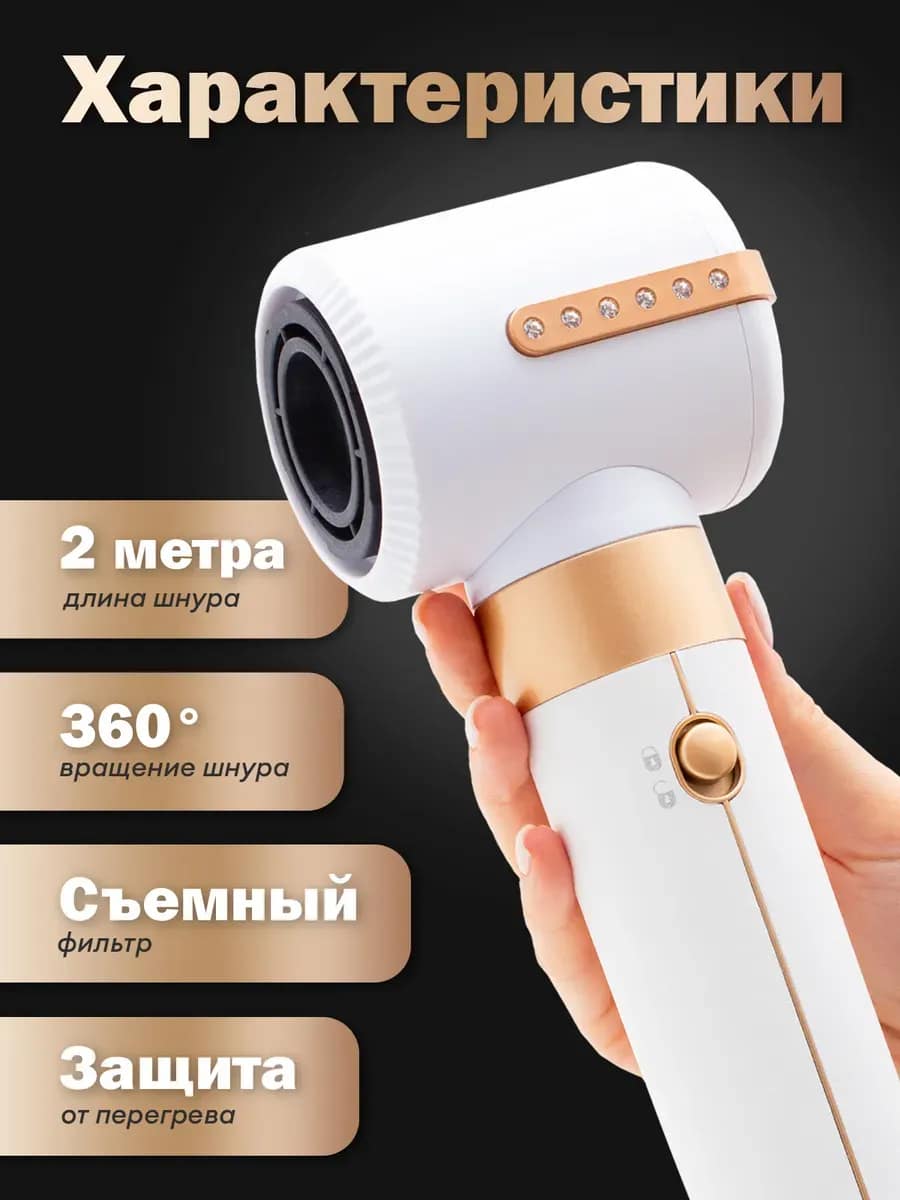 Характеристики
2 метра
длина шнура
360°
вращение шнура
Съемный
фильтр
Защита
от перегрева